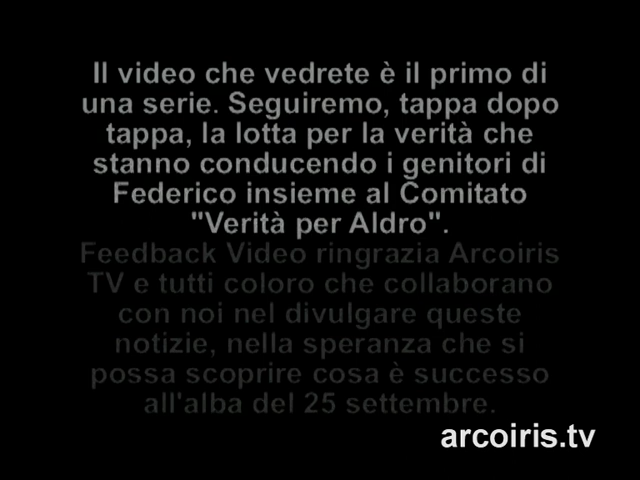 Il video che vedrete è il primo di
una serie. Seguiremo, tappa dopo
tappa, la lotta per la verità che
stanno conducendo i genitori di
Federico insieme al Comitato
"Verità per Aldro".
Feedback Video ringrazia Arcoiris
TV e tutti coloro che collaborano
con noi nel divulgare queste
notizie, nella speranza che si
possa scoprire cosa è successo
all'alba del 25 settembre.
arcoiris.tv